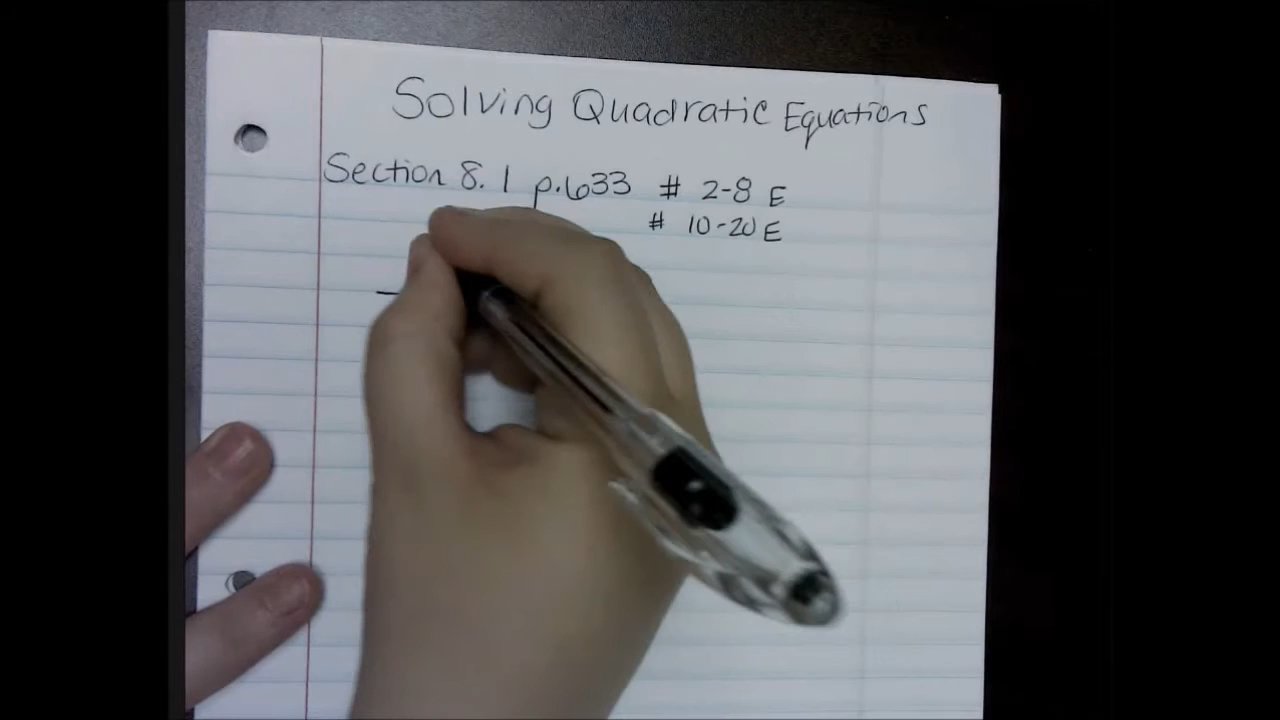 Solving Quadratic Equations
Section 8.1 p.633 # 2-8 E
# 10-20 E